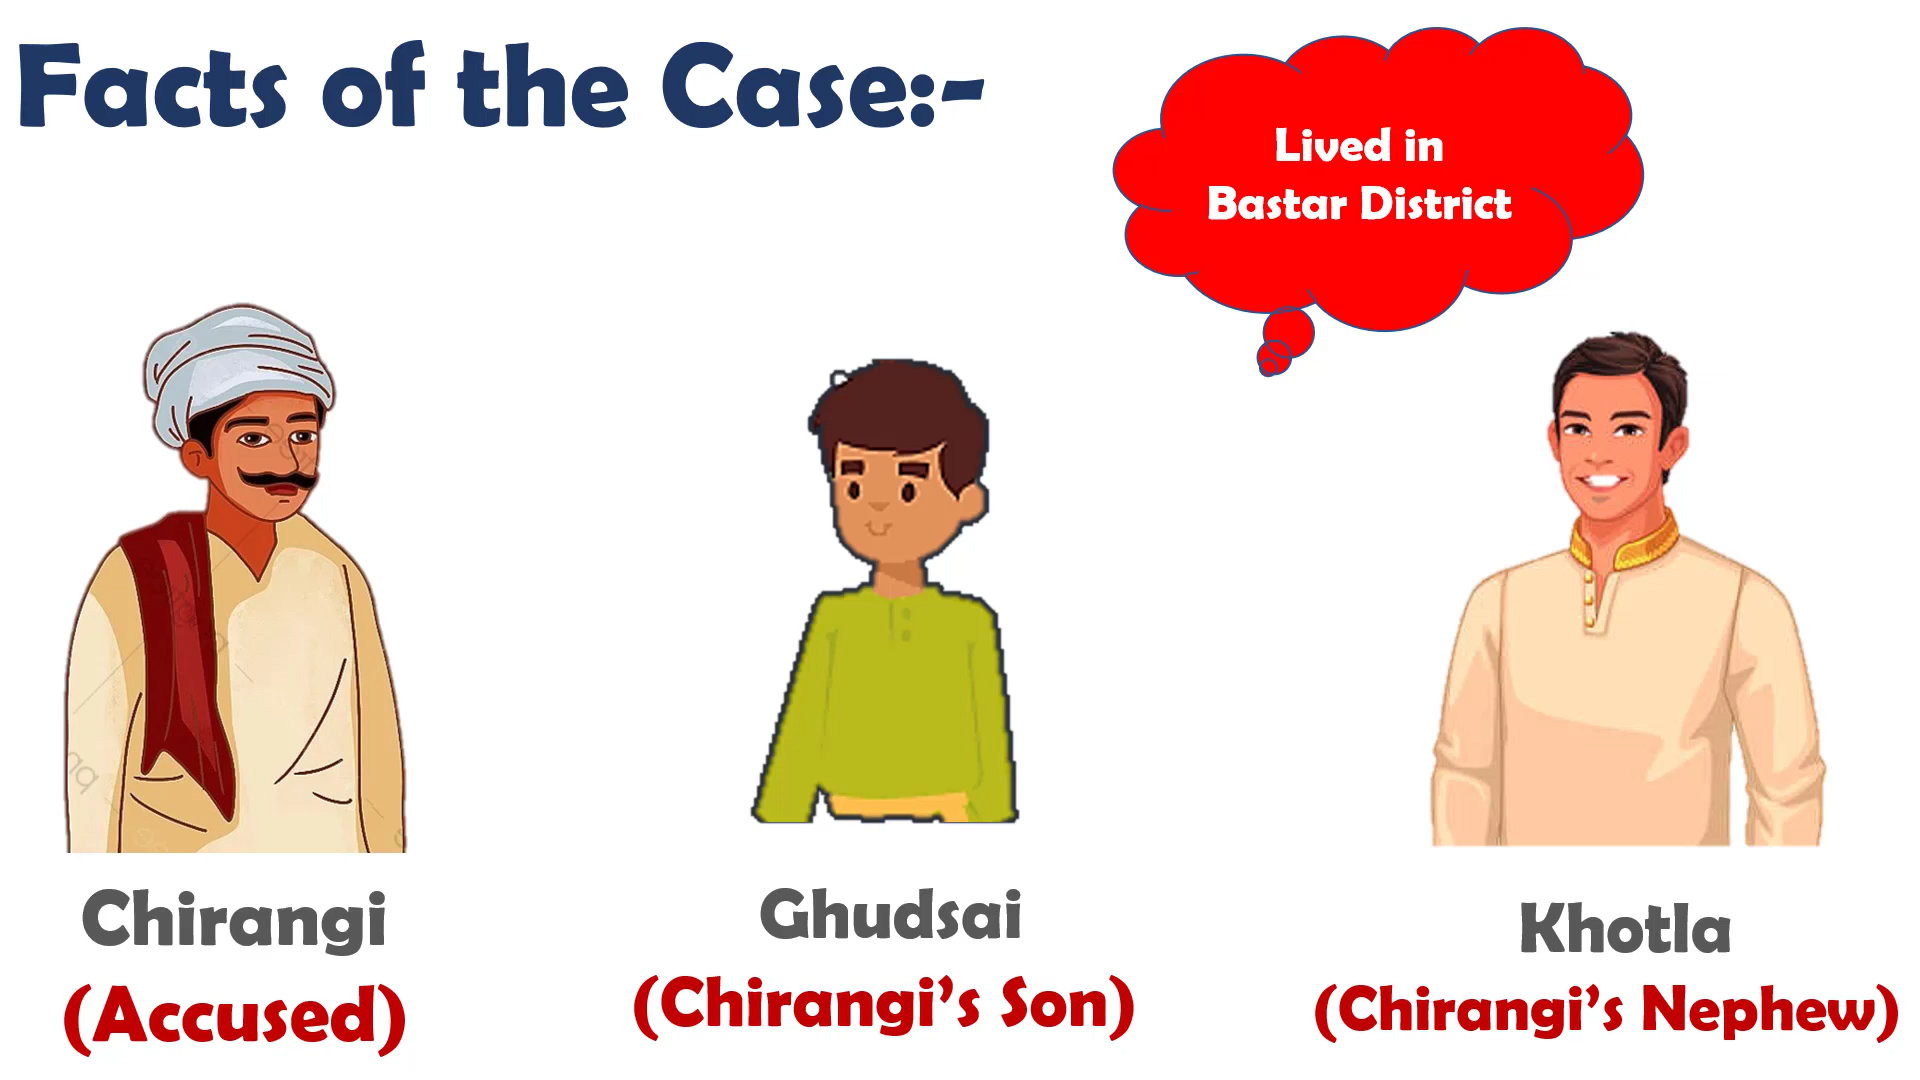 Facts of the Case:-
Lived in
Bastar District
Chirangi
(Accused)
Ghudsai
(Chirangi’s Son)
Khotla
(Chirangi’s Nephew)